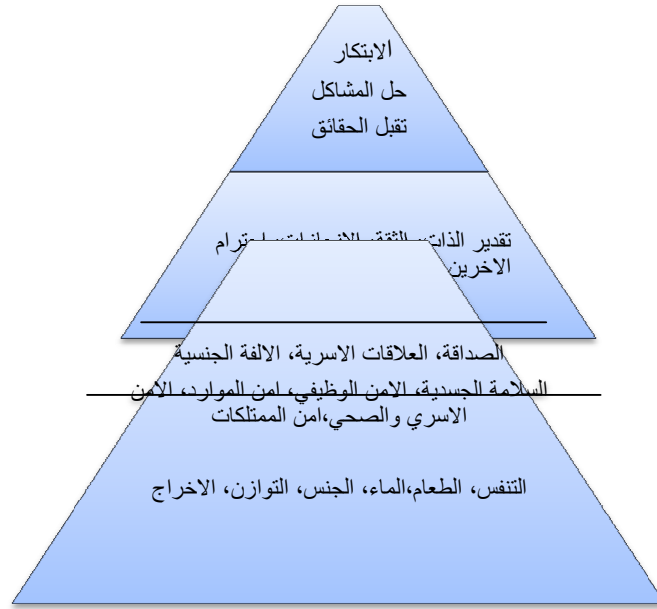 الابتكار
حل المشاكل
تقبل الحقائق
تقدير الذات، الثقة، الانجازات، احترام
الاخرين
الصداقة، العلاقات الاسرية، الالفة الجنسية
السلامة الجسدية، الامن الوظيفي، امن الموارد، الامن
الاسري والصحي،امن الممتلكات
التنفس، الطعام،الماء، الجنس، التوازن، الاخراج